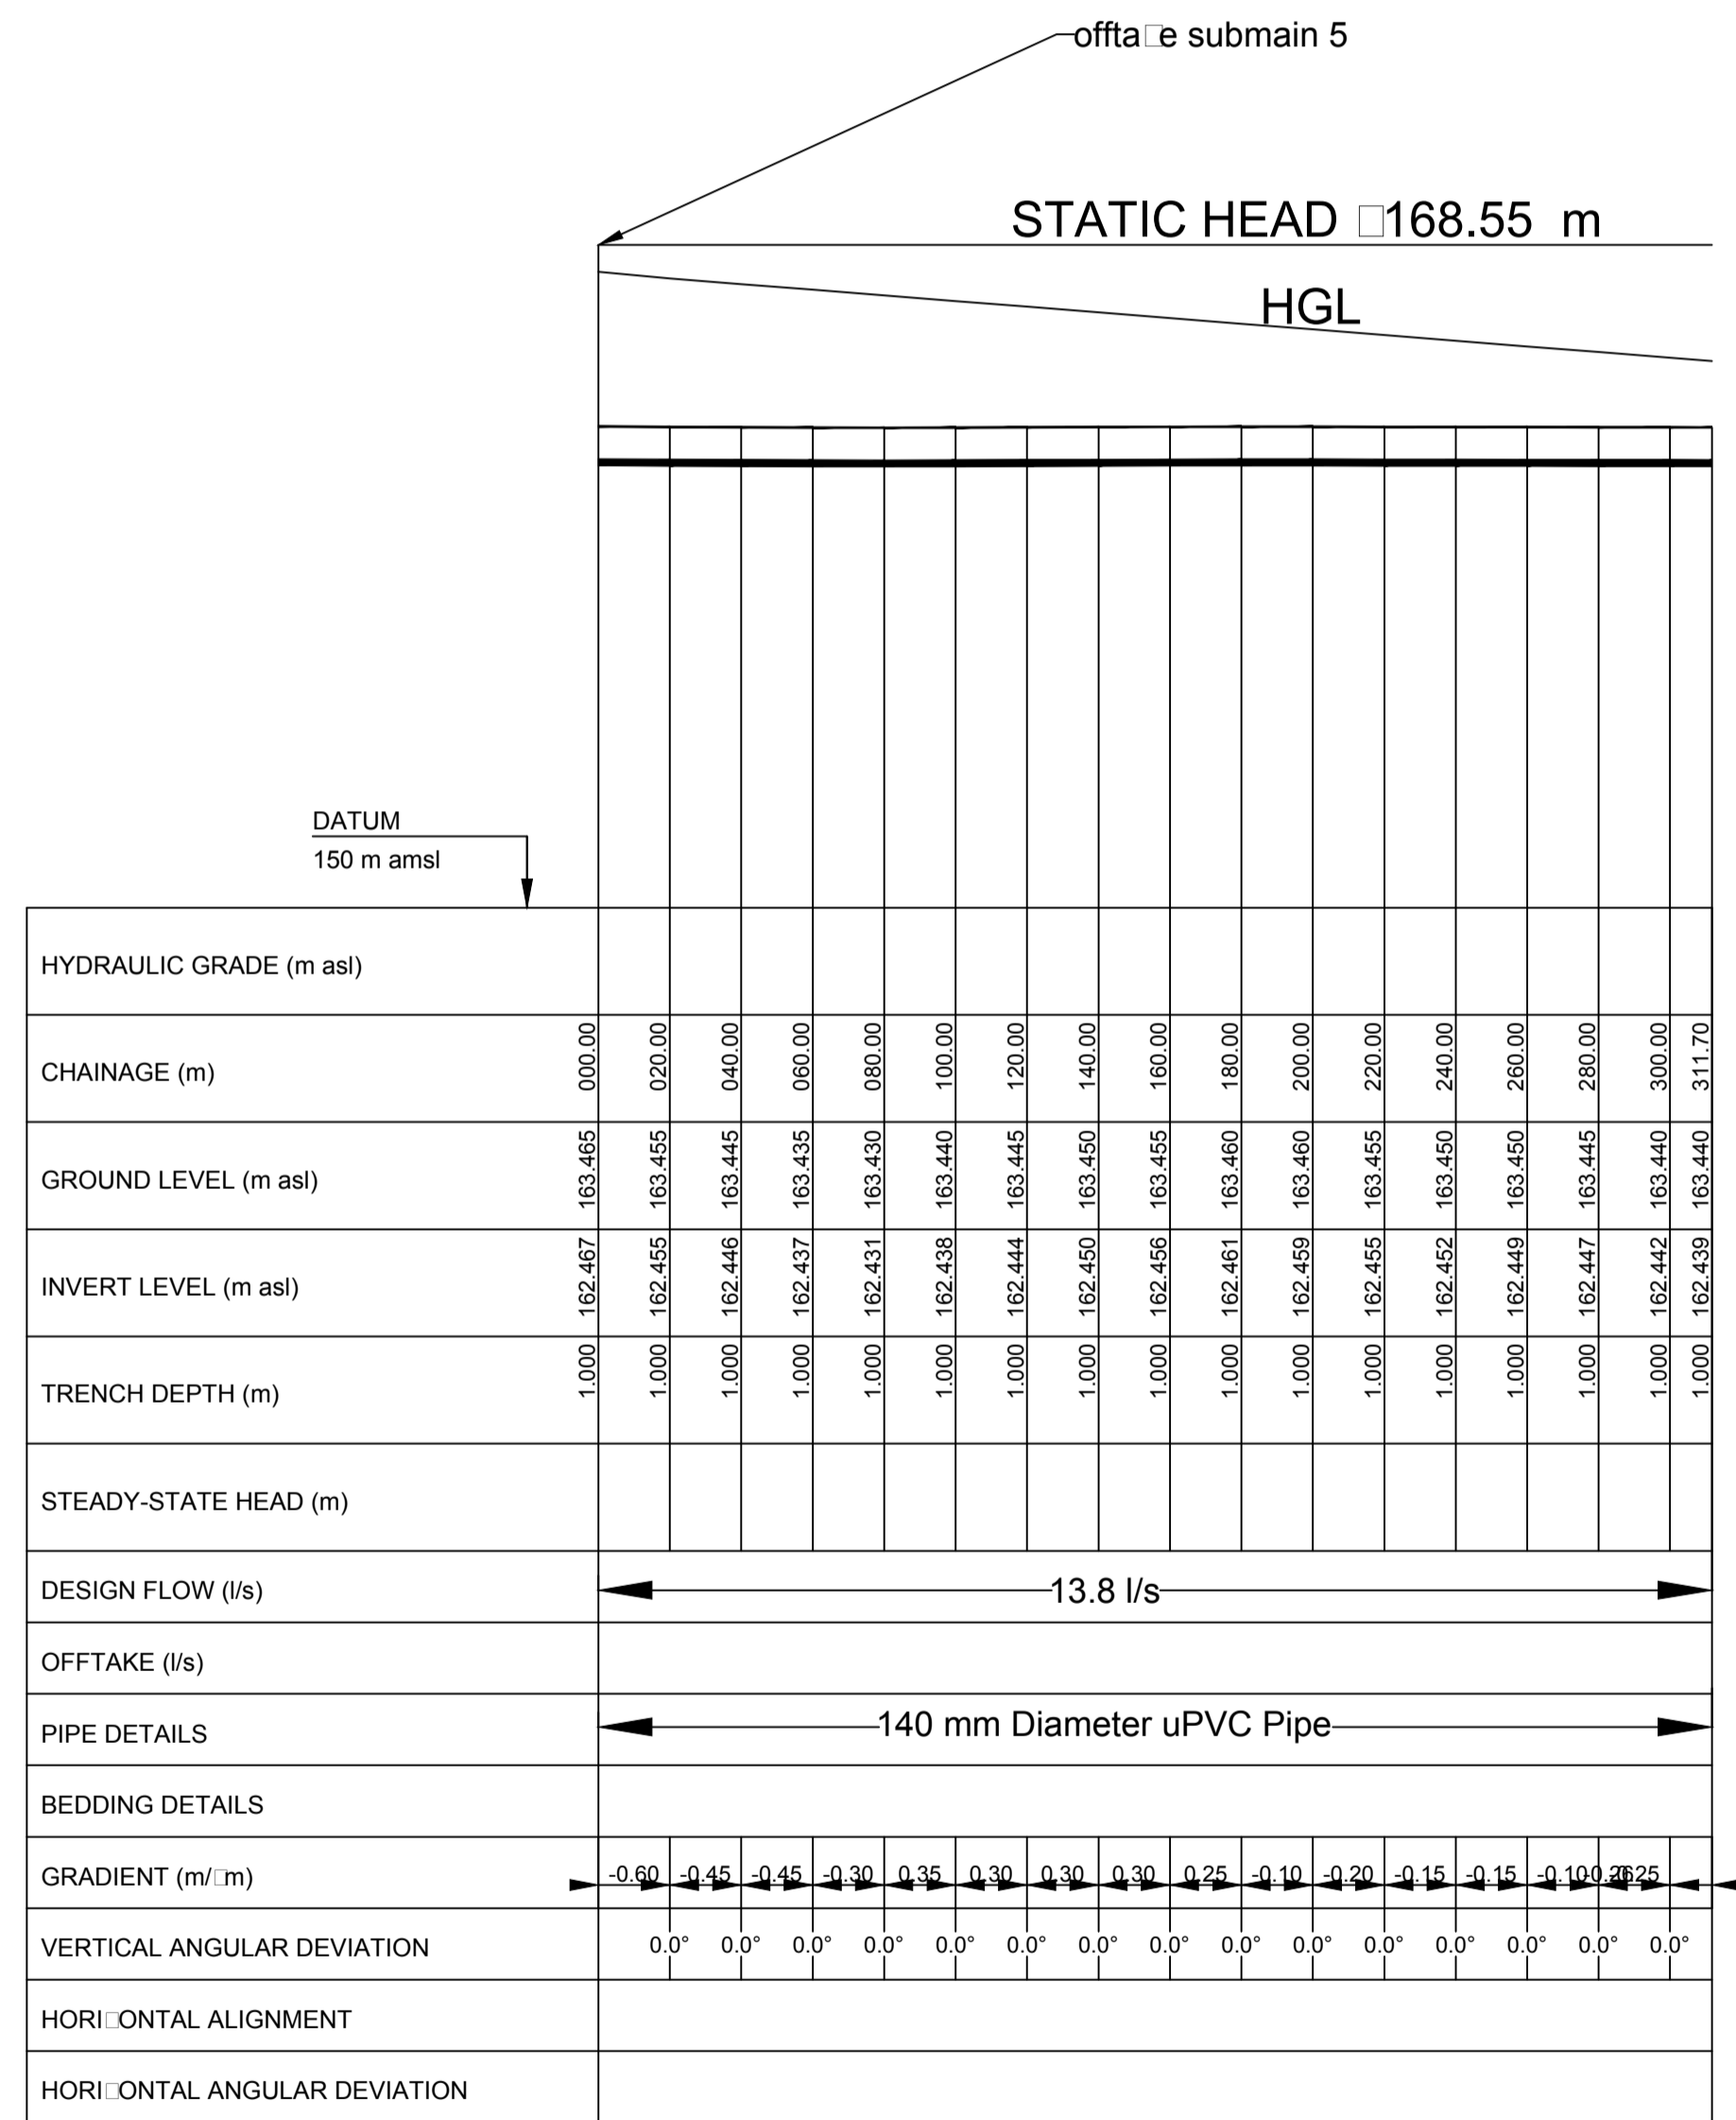 offta□e submain 5
STATIC HEAD □168.55 m
HGL
DATUM
150 m amsl
HYDRAULIC GRADE (m asl)
CHAINAGE (m) 000.00 020.00 040.00 060.00 080.00 100.00 120.00 140.00 160.00 180.00 200.00 220.00 240.00 260.00 280.00 300.00 311.70
GROUND LEVEL (m asl) 163.465 163.455 163.445 163.435 163.430 163.440 163.445 163.450 163.455 163.460 163.460 163.455 163.450 163.450 163.445 163.440 163.440
INVERT LEVEL (m asl) 162.467 162.455 162.446 162.437 162.431 162.438 162.444 162.450 162.456 162.461 162.459 162.455 162.452 162.449 162.447 162.442 162.439
TRENCH DEPTH (m) 1.000 1.000 1.000 1.000 1.000 1.000 1.000 1.000 1.000 1.000 1.000 1.000 1.000 1.000 1.000 1.000 1.000
STEADY-STATE HEAD (m)
DESIGN FLOW (l/s) 13.8 l/s
OFFTAKE (l/s)
PIPE DETAILS 140 mm Diameter uPVC Pipe
BEDDING DETAILS
GRADIENT (m/□m) -0.60 -0.45 -0.45 -0.30 0.35 0.30 0.30 0.30 0.25 -0.10 -0.20 -0.15 -0.15 -0.10
VERTICAL ANGULAR DEVIATION 0.0° 0.0° 0.0° 0.0° 0.0° 0.0° 0.0° 0.0° 0.0° 0.0° 0.0° 0.0° 0.0° 0.0° 0.0°
HORI□ONTAL ALIGNMENT
HORI□ONTAL ANGULAR DEVIATION